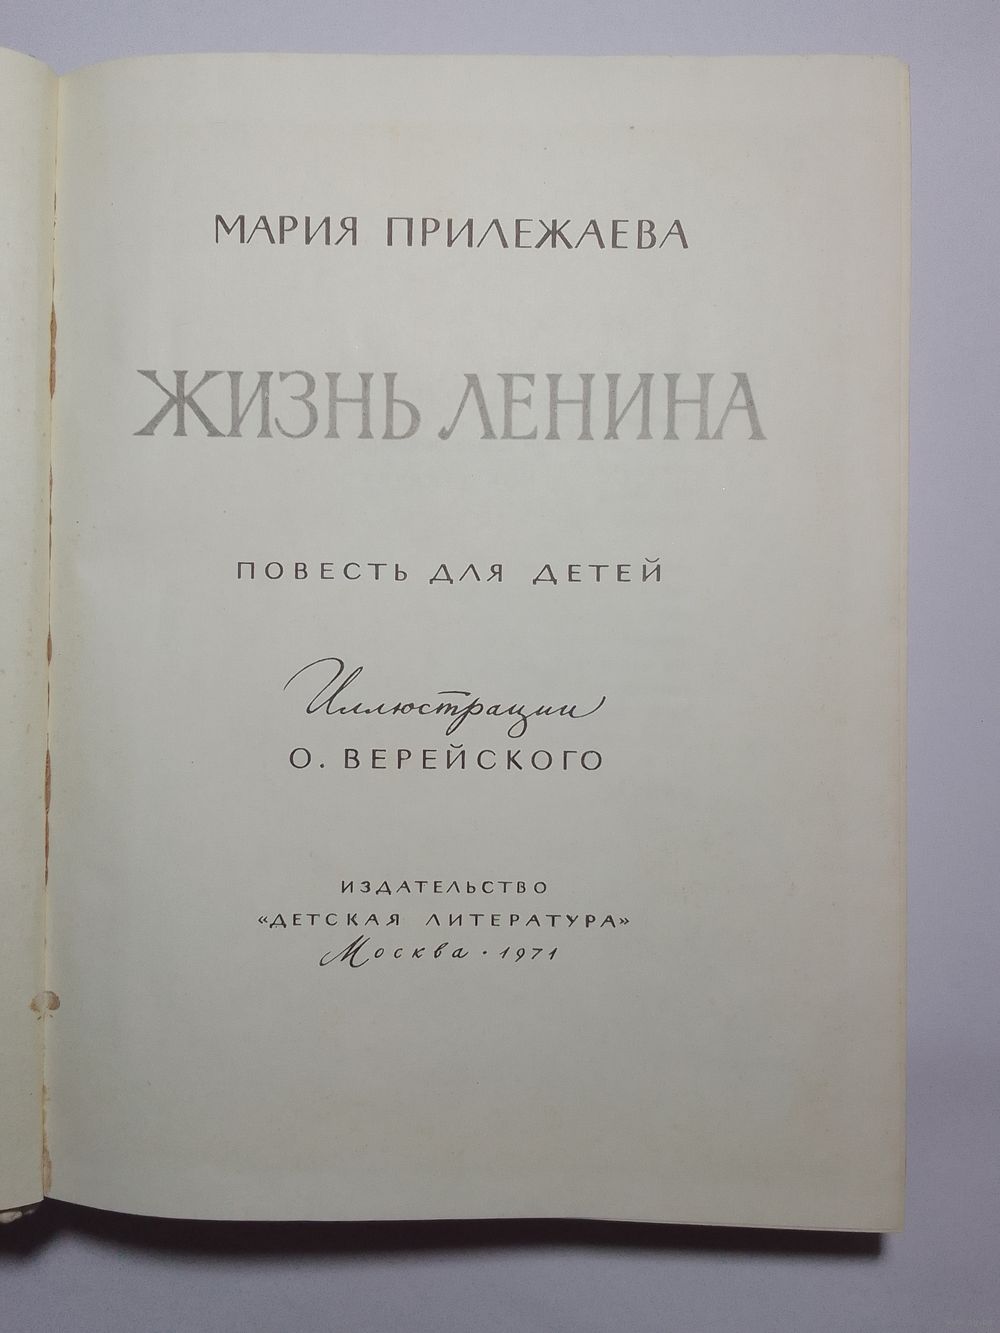 МАРИЯ ПРИЛЕЖАЕВА
ЖИЗНЬ ЛЕНИНА
ПОВЕСТЬ ДЛЯ ДЕТЕЙ
Иллюстрации
О. ВЕРЕЙСКОГО
ИЗДАТЕЛЬСТВО
«ДЕТСКАЯ ЛИТЕРАТУРА»
Москва · 1971